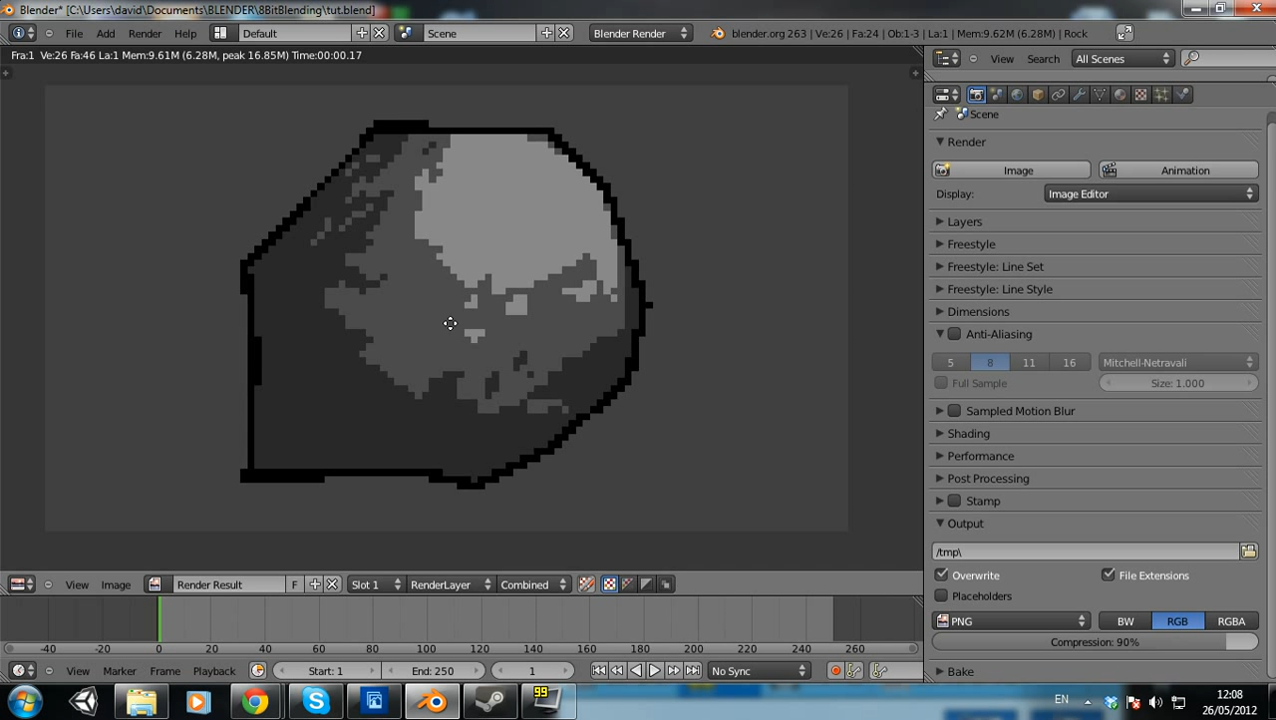 Blender* [C:\Users\david\Documents\BLENDER\8BitBlending\tut.blend]
File Add Render Help Default Scene Blender Render blender.org 263 | Ve:26 | Fa:24 | Ob:1-3 | La:1 | Mem:9.62M (6.28M) | Rock
Fra:1 Ve:26 Fa:46 La:1 Mem:9.61M (6.28M, peak 16.85M) Time:00:00.17
View Search All Scenes
Scene
Render
Image Animation
Display: Image Editor
Layers
Freestyle
Freestyle: Line Set
Freestyle: Line Style
Dimensions
Anti-Aliasing
5 8 11 16 Mitchell-Netravali
Full Sample Size: 1.000
Sampled Motion Blur
Shading
Performance
Post Processing
Stamp
Output
/tmp\
Overwrite File Extensions
Placeholders
PNG BW RGB RGBA
Compression: 90%
Bake
View Image Render Result F Slot 1 RenderLayer Combined
-40 -20 0 20 40 60 80 100 120 140 160 180 200 220 240 260 280
View Marker Frame Playback Start: 1 End: 250 1 No Sync
99
EN
12:08
26/05/2012